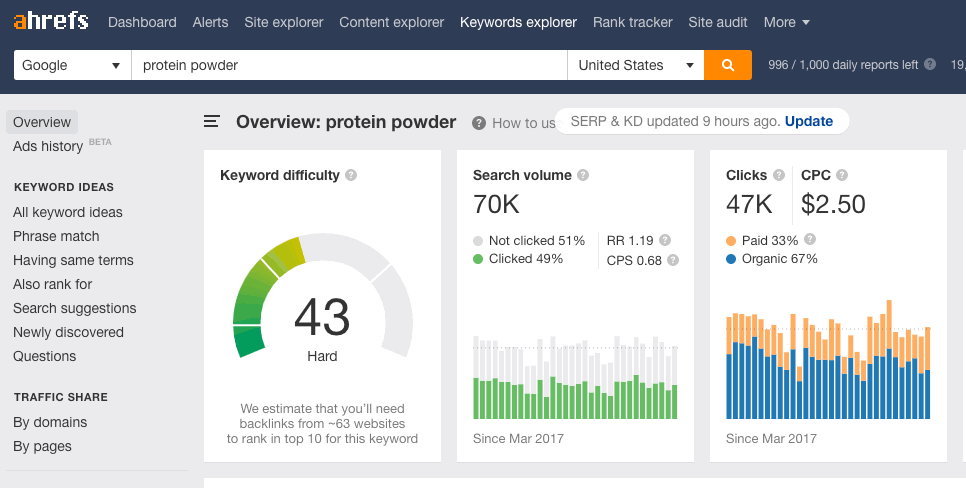 ahrefs Dashboard Alerts Site explorer Content explorer Keywords explorer Rank tracker Site audit More
Google protein powder United States 996 / 1,000 daily reports left ? 19,
Overview
Ads history BETA
KEYWORD IDEAS
All keyword ideas
Phrase match
Having same terms
Also rank for
Search suggestions
Newly discovered
Questions
TRAFFIC SHARE
By domains
By pages
Overview: protein powder ? How to us SERP & KD updated 9 hours ago. Update
Keyword difficulty ?
43
Hard
We estimate that you'll need
backlinks from ~63 websites
to rank in top 10 for this keyword
Search volume ?
70K
Not clicked 51% RR 1.19 ?
Clicked 49% CPS 0.68 ?
Since Mar 2017
Clicks ? CPC ?
47K $2.50
Paid 33% ?
Organic 67%
Since Mar 2017